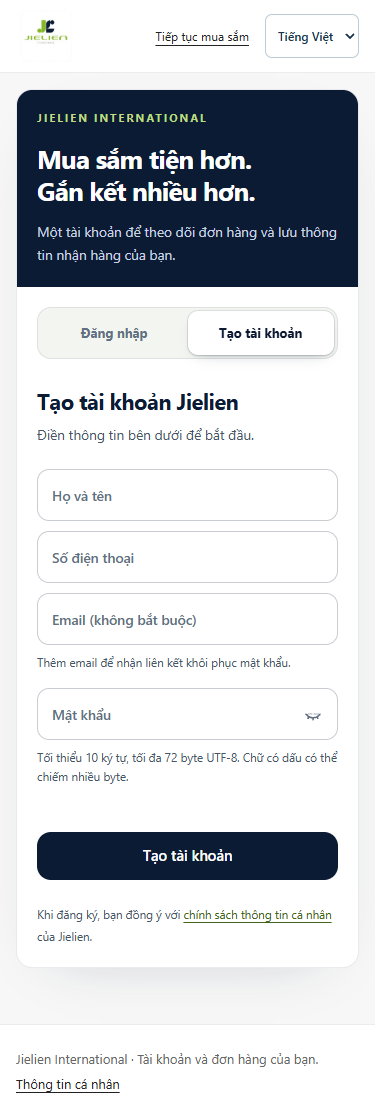 JIELIEN
Tiếp tục mua sắm
Tiếng Việt
JIELIEN INTERNATIONAL
Mua sắm tiện hơn.
Gắn kết nhiều hơn.
Một tài khoản để theo dõi đơn hàng và lưu thông
tin nhận hàng của bạn.
Đăng nhập
Tạo tài khoản
Tạo tài khoản Jielien
Điền thông tin bên dưới để bắt đầu.
Họ và tên
Số điện thoại
Email (không bắt buộc)
Thêm email để nhận liên kết khôi phục mật khẩu.
Mật khẩu
Tối thiểu 10 ký tự, tối đa 72 byte UTF-8. Chữ có dấu có thể
chiếm nhiều byte.
Tạo tài khoản
Khi đăng ký, bạn đồng ý với chính sách thông tin cá nhân
của Jielien.
Jielien International · Tài khoản và đơn hàng của bạn.
Thông tin cá nhân